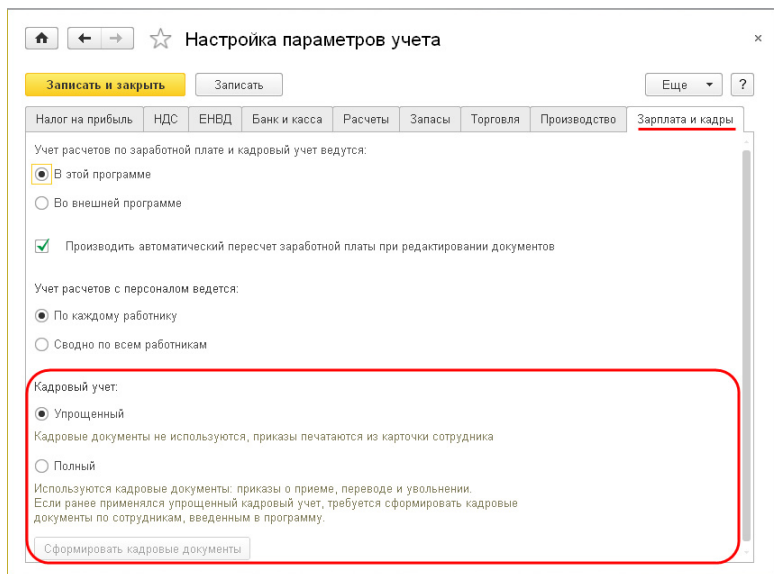 Настройка параметров учета
Записать и закрыть
Записать
Еще
?
Налог на прибыль
НДС
ЕНВД
Банк и касса
Расчеты
Запасы
Торговля
Производство
Зарплата и кадры
Учет расчетов по заработной плате и кадровый учет ведутся:
В этой программе
Во внешней программе
Производить автоматический пересчет заработной платы при редактировании документов
Учет расчетов с персоналом ведется:
По каждому работнику
Сводно по всем работникам
Кадровый учет:
Упрощенный
Кадровые документы не используются, приказы печатаются из карточки сотрудника
Полный
Используются кадровые документы: приказы о приеме, переводе и увольнении.
Если ранее применялся упрощенный кадровый учет, требуется сформировать кадровые
документы по сотрудникам, введенным в программу.
Сформировать кадровые документы